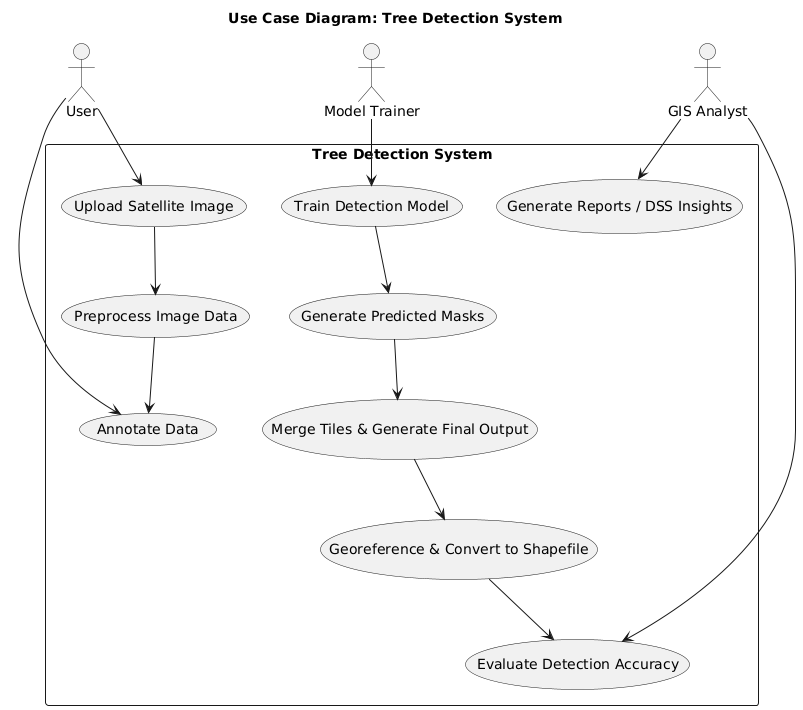 Use Case Diagram: Tree Detection System
User
Model Trainer
GIS Analyst
Tree Detection System
Upload Satellite Image
Train Detection Model
Generate Reports / DSS Insights
Preprocess Image Data
Generate Predicted Masks
Annotate Data
Merge Tiles & Generate Final Output
Georeference & Convert to Shapefile
Evaluate Detection Accuracy